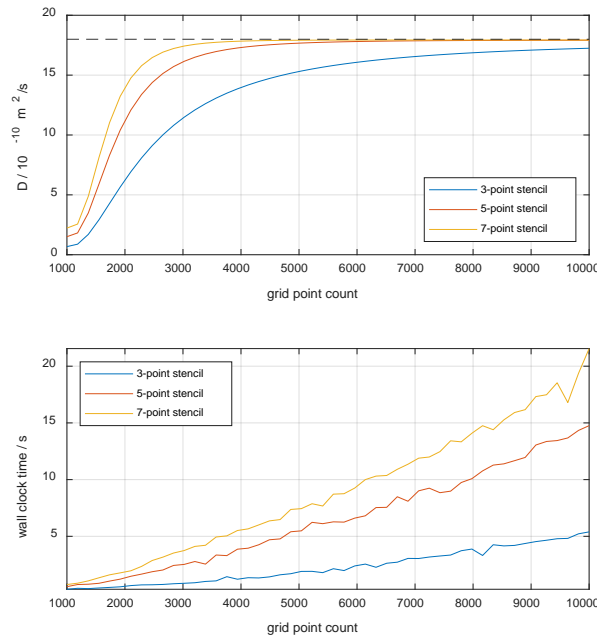 20
15
10
5
0
D / 10 -10 m 2 /s
3-point stencil
5-point stencil
7-point stencil
1000 2000 3000 4000 5000 6000 7000 8000 9000 10000
grid point count
20
15
10
5
wall clock time / s
3-point stencil
5-point stencil
7-point stencil
1000 2000 3000 4000 5000 6000 7000 8000 9000 10000
grid point count